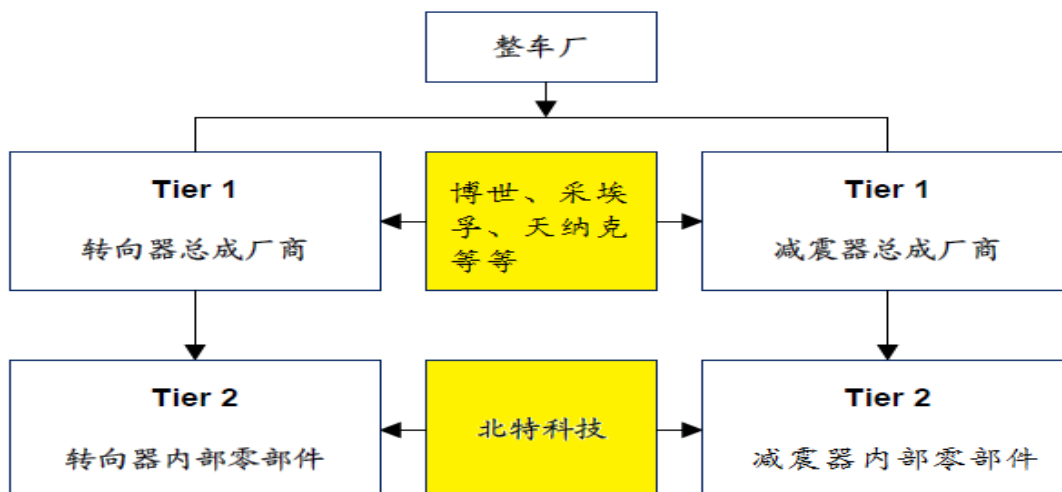 整车厂
Tier 1
转向器总成厂商
博世、采埃
孚、天纳克
等等
Tier 1
减震器总成厂商
Tier 2
转向器内部零部件
北特科技
Tier 2
减震器内部零部件